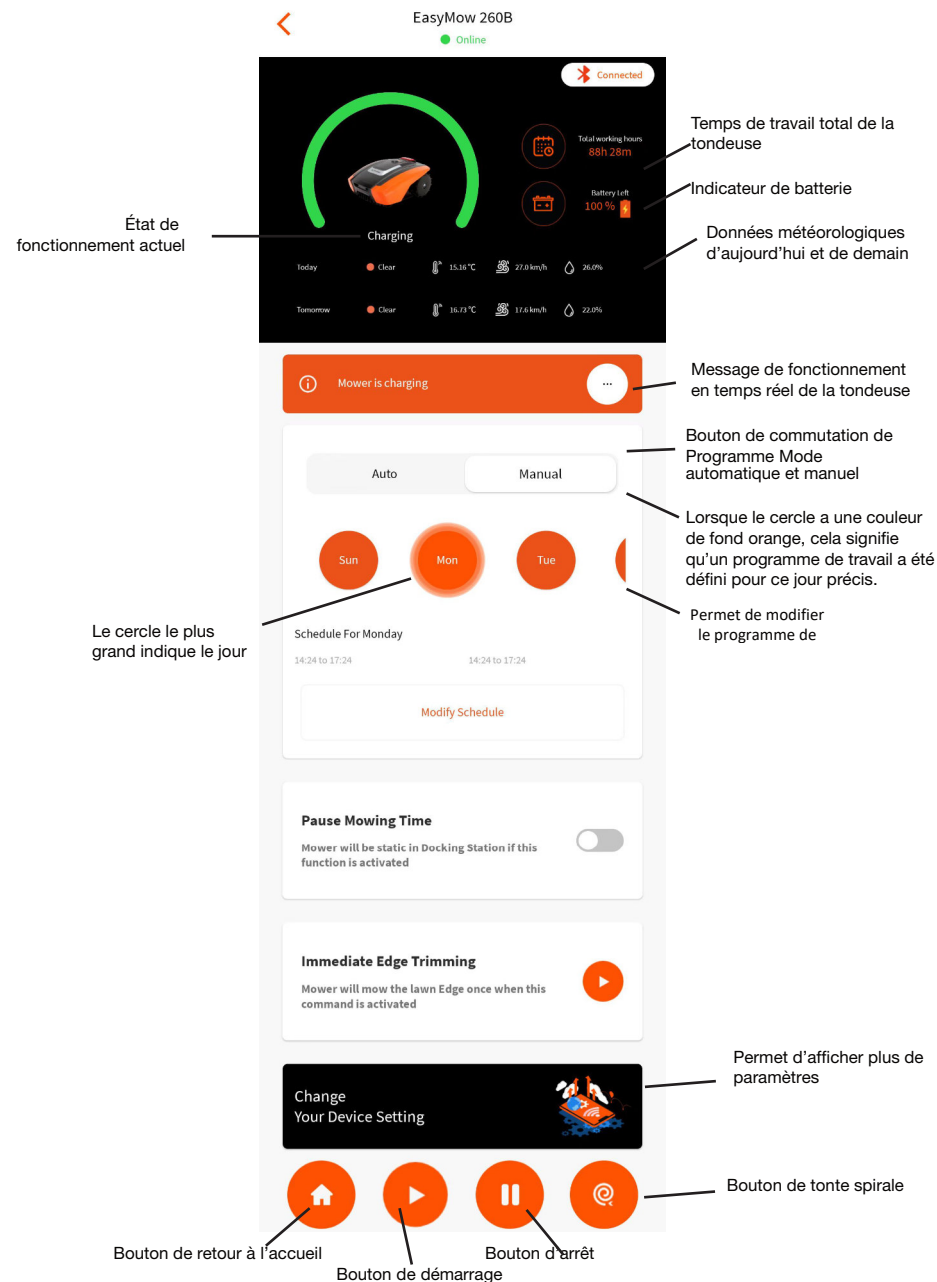 EasyMow 260B
Online
Connected
Total working hours
88h 28m
Battery Left
100 %
Charging
Today
Clear
15.16 °C
27.0 km/h
26.0%
Tomorrow
Clear
16.73 °C
17.6 km/h
22.0%
Temps de travail total de la
tondeuse
Indicateur de batterie
État de
fonctionnement actuel
Données météorologiques
d'aujourd'hui et de demain
Mower is charging
...
Message de fonctionnement
en temps réel de la tondeuse
Auto
Manual
Bouton de commutation de
Programme Mode
automatique et manuel
Lorsque le cercle a une couleur
de fond orange, cela signifie
qu'un programme de travail a été
défini pour ce jour précis.
Sun
Mon
Tue
Permet de modifier
le programme de
Le cercle le plus
grand indique le jour
Schedule For Monday
14:24 to 17:24
14:24 to 17:24
Modify Schedule
Pause Mowing Time
Mower will be static in Docking Station if this
function is activated
Immediate Edge Trimming
Mower will mow the lawn Edge once when this
command is activated
Change
Your Device Setting
Permet d'afficher plus de
paramètres
Bouton de tonte spirale
Bouton de retour à l'accueil
Bouton d'arrêt
Bouton de démarrage